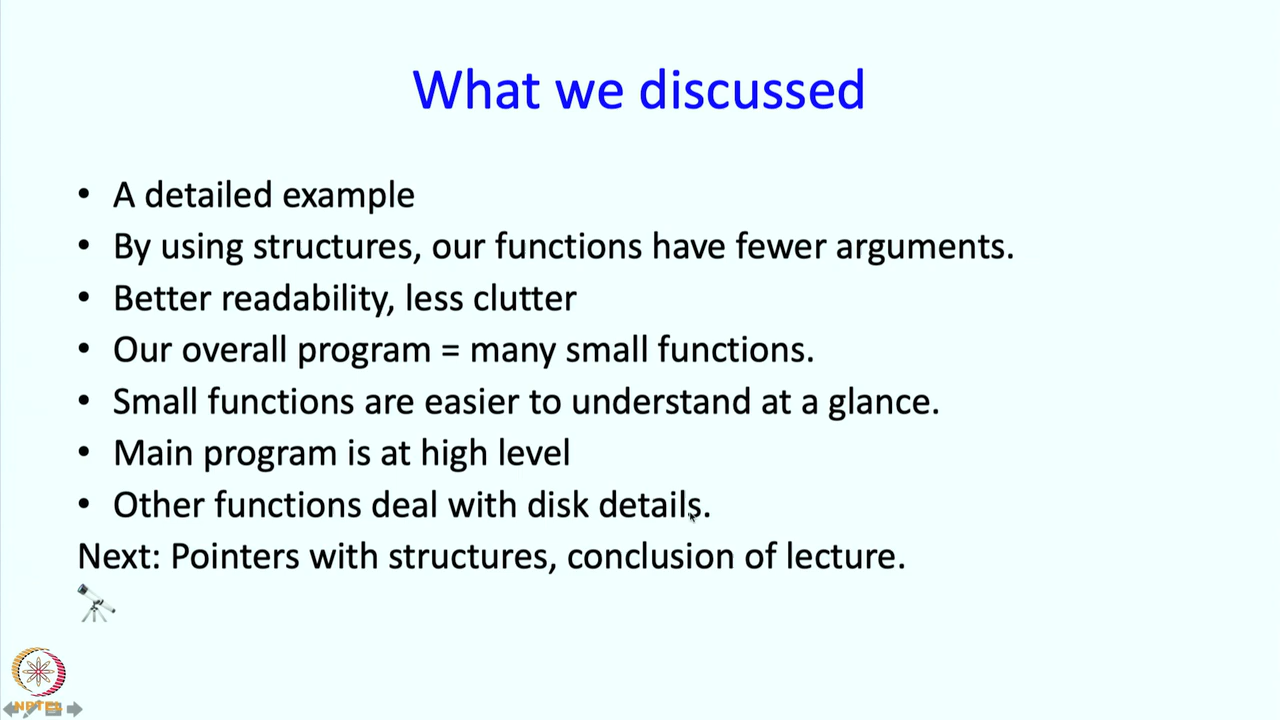 What we discussed
• A detailed example
• By using structures, our functions have fewer arguments.
• Better readability, less clutter
• Our overall program = many small functions.
• Small functions are easier to understand at a glance.
• Main program is at high level
• Other functions deal with disk details.
Next: Pointers with structures, conclusion of lecture.
NPTEL